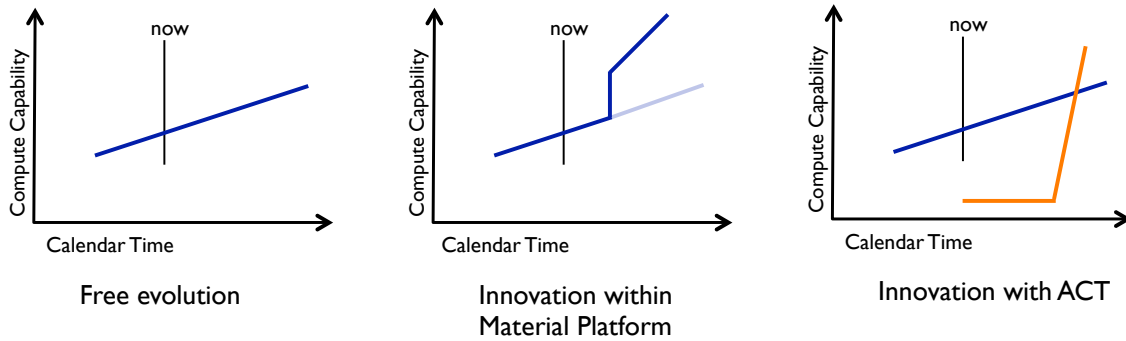 now
Compute Capability
Calendar Time
Free evolution
now
Compute Capability
Calendar Time
Innovation within
Material Platform
now
Compute Capability
Calendar Time
Innovation with ACT